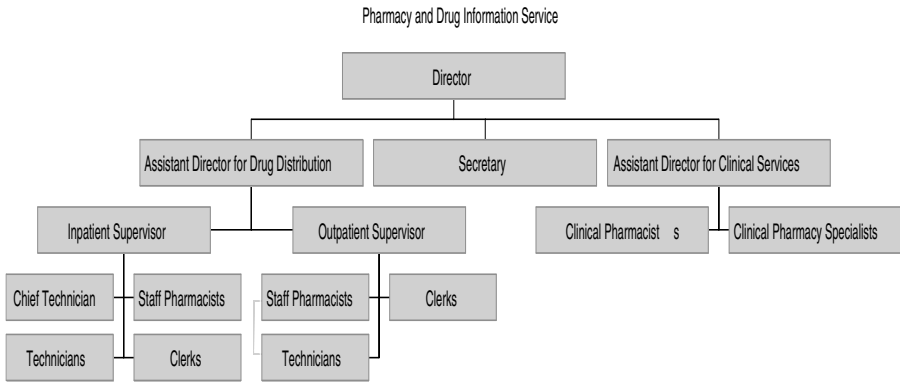 Pharmacy and Drug Information Service
Director
Assistant Director for Drug Distribution
Secretary
Assistant Director for Clinical Services
Inpatient Supervisor
Outpatient Supervisor
Clinical Pharmacist s
Clinical Pharmacy Specialists
Chief Technician
Staff Pharmacists
Staff Pharmacists
Clerks
Technicians
Clerks
Technicians